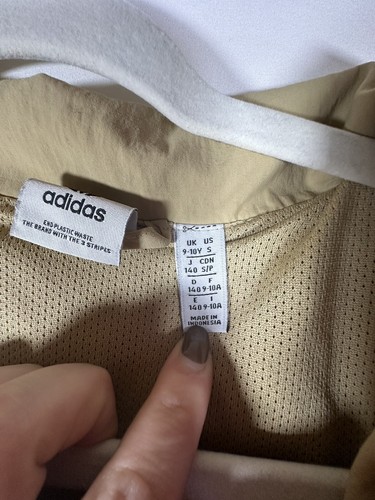 adidas
END PLASTIC WASTE
THE BRAND WITH THE 3 STRIPES
UK US
9-10Y S
J CDN
140 S/P
D F
140 9-10A
E I
140 9-10A
MADE IN
INDONESIA